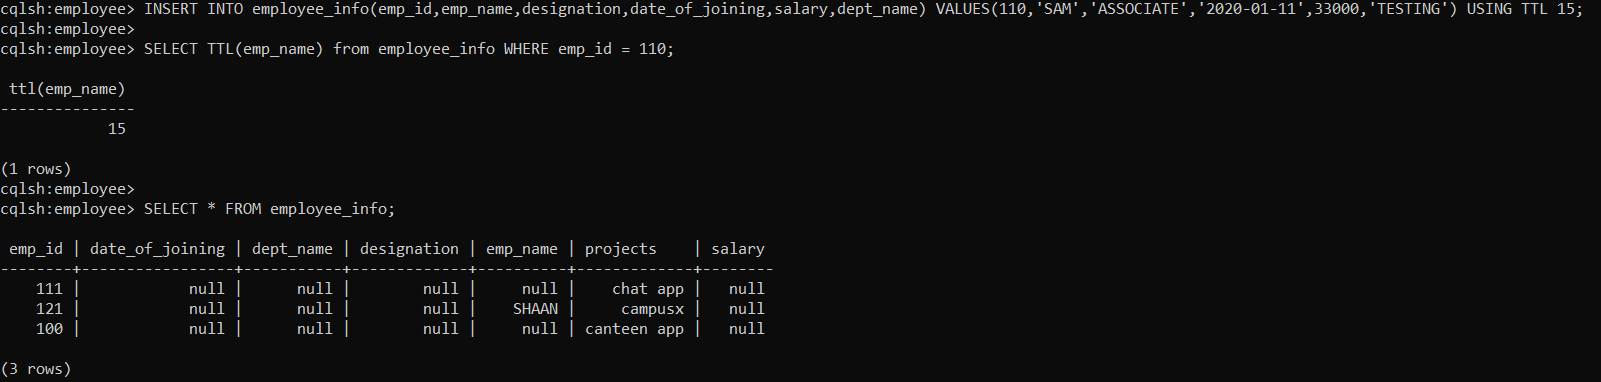 cqlsh:employee> INSERT INTO employee_info(emp_id,emp_name,designation,date_of_joining,salary,dept_name) VALUES(110,'SAM','ASSOCIATE','2020-01-11',33000,'TESTING') USING TTL 15;
cqlsh:employee>
cqlsh:employee> SELECT TTL(emp_name) from employee_info WHERE emp_id = 110;
 ttl(emp_name)
---------------
            15
(1 rows)
cqlsh:employee>
cqlsh:employee> SELECT * FROM employee_info;
 emp_id | date_of_joining | dept_name | designation | emp_name | projects    | salary
--------+-----------------+-----------+-------------+----------+-------------+--------
    111 |            null |      null |        null |     null |    chat app |   null
    121 |            null |      null |        null |    SHAAN |     campusx |   null
    100 |            null |      null |        null |     null | canteen app |   null
(3 rows)